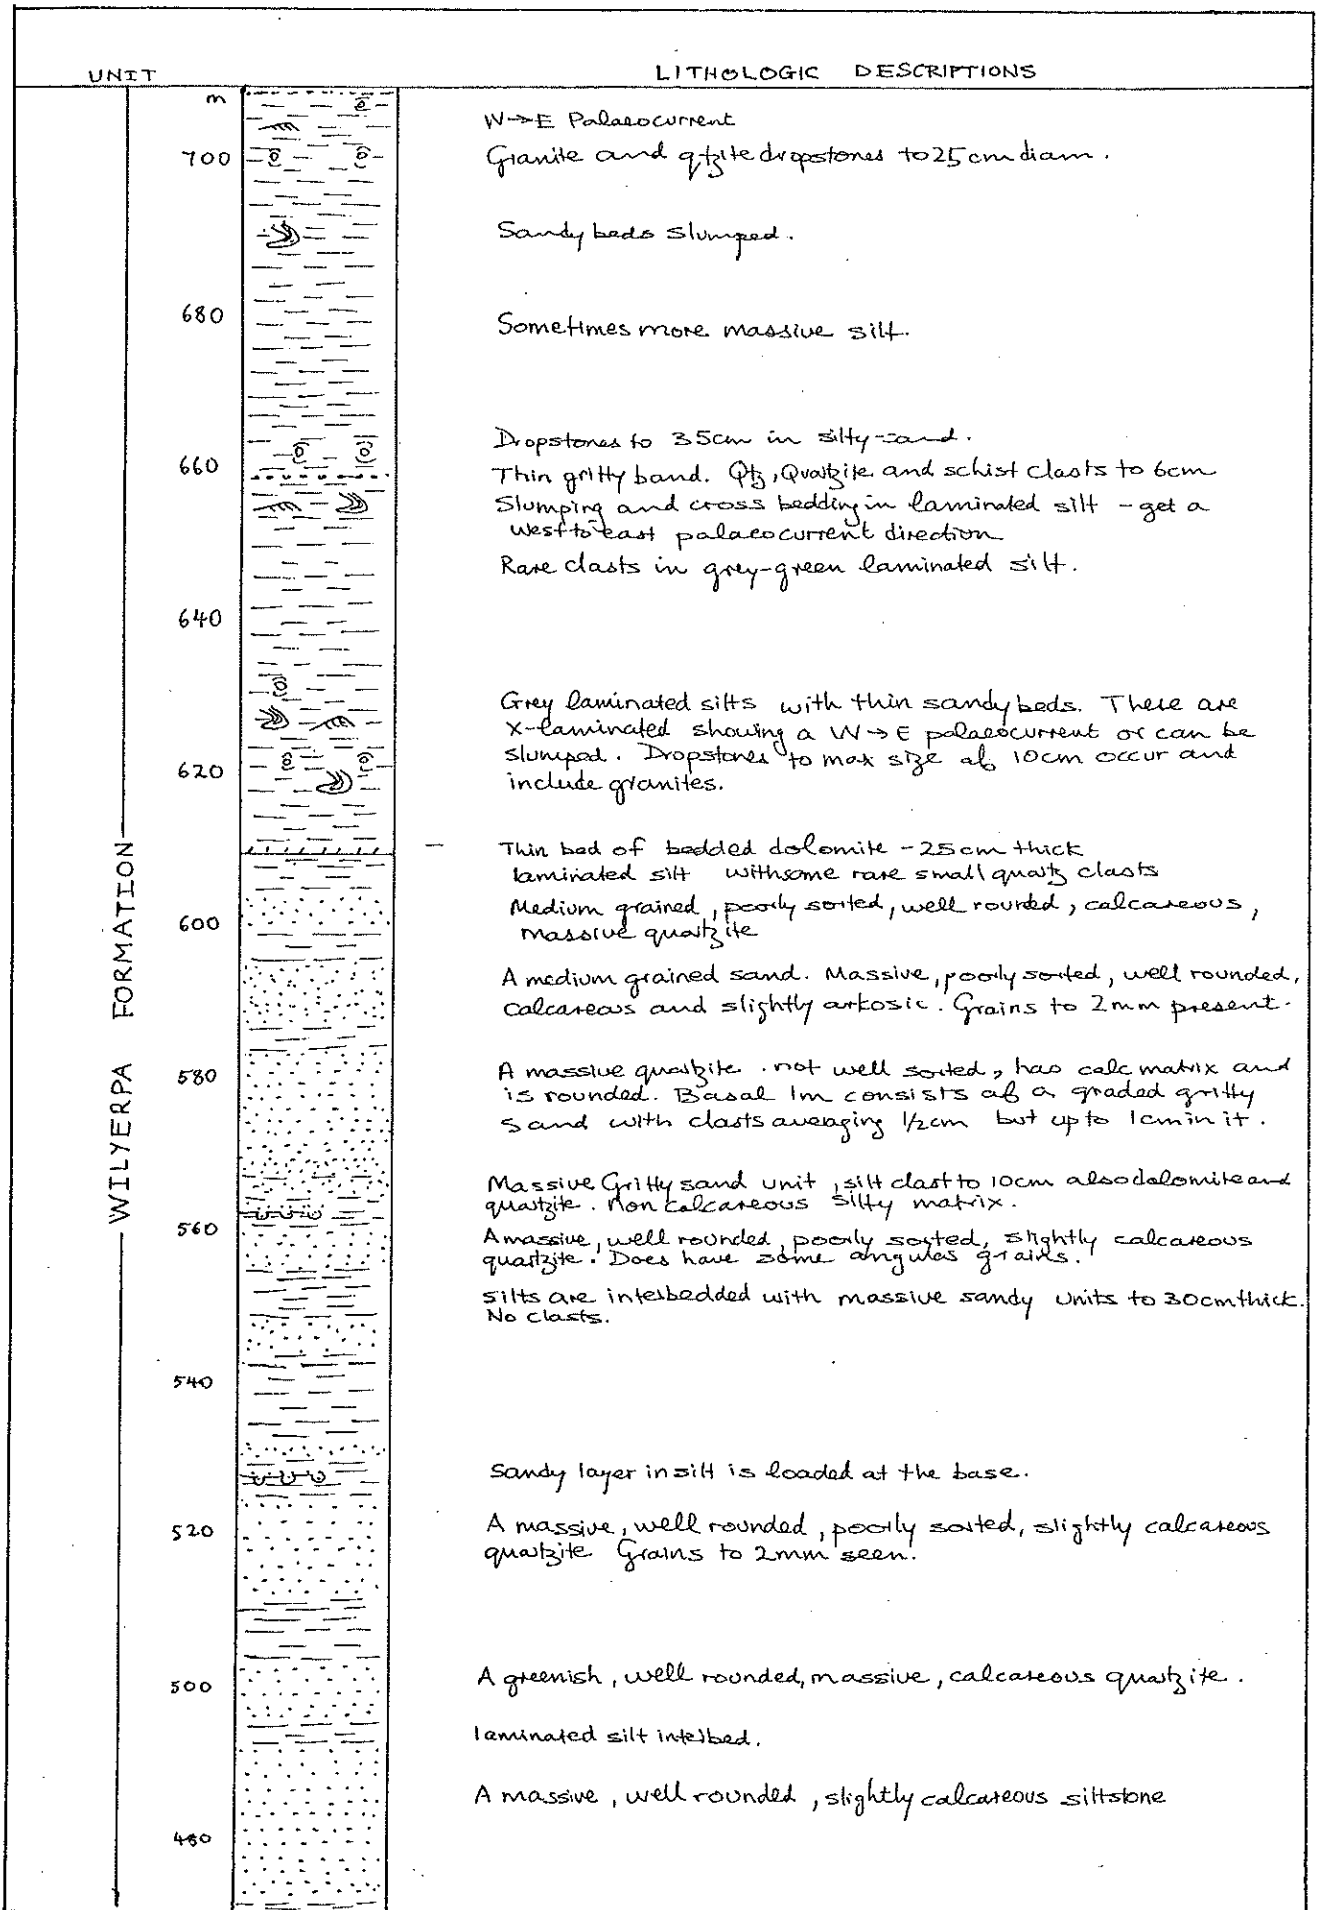 UNIT
LITHOLOGIC DESCRIPTIONS
m
W→E Palaeocurrent
700
Granite and qtzite dropstones to 25cm diam.
Sandy beds slumped.
680
Sometimes more massive silt.
Dropstones to 35cm in silty-sand.
660
Thin gritty band. Qtz, Quartzite and schist clasts to 6cm
Slumping and cross bedding in laminated silt - get a
west to east palaeocurrent direction
Rare clasts in grey-green laminated silt.
640
Grey laminated silts with thin sandy beds. These are
x-laminated showing a W→E palaeocurrent or can be
slumped. Dropstones to max size of 10cm occur and
620
include granites.
WILYERPA FORMATION
Thin bed of bedded dolomite - 25cm thick
laminated silt with some rare small quartz clasts
Medium grained, poorly sorted, well rounded, calcareous,
600
massive quartzite
A medium grained sand. Massive, poorly sorted, well rounded,
calcareous and slightly arkosic. Grains to 2mm present.
580
A massive quartzite. not well sorted, has calc matrix and
is rounded. Basal 1m consists of a graded gritty
sand with clasts averaging 1/2cm but up to 1cm in it.
Massive Gritty sand unit, silt clast to 10cm also dolomite and
quartzite. Non calcareous silty matrix.
560
A massive, well rounded, poorly sorted, slightly calcareous
quartzite. Does have some angular grains.
Silts are interbedded with massive sandy units to 30cm thick.
No clasts.
540
Sandy layer in silt is loaded at the base.
520
A massive, well rounded, poorly sorted, slightly calcareous
quartzite Grains to 2mm seen.
500
A greenish, well rounded, massive, calcareous quartzite.
laminated silt interbed.
A massive, well rounded, slightly calcareous siltstone
480